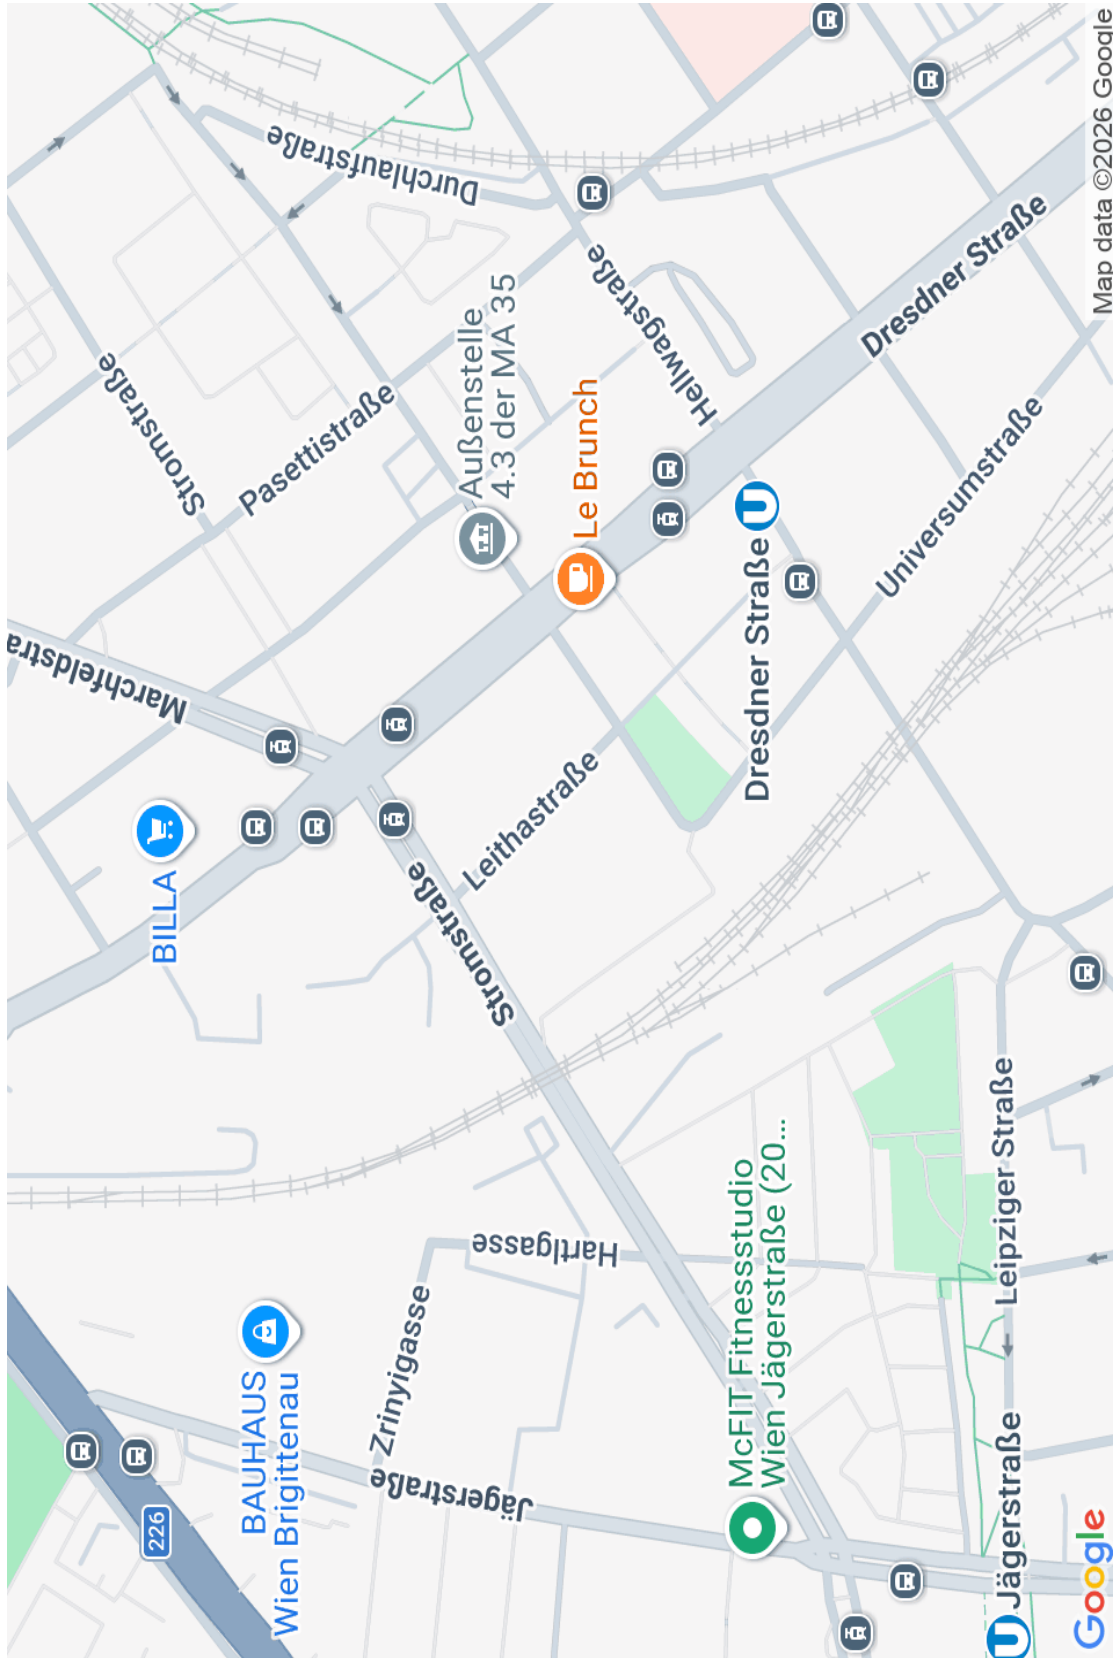 Stromstraße
Durchlaufstraße
Pasettistraße
Marchfeldstra
Außenstelle
4.3 der MA 35
Hellwagstraße
Le Brunch
Dresdner Straße
BILLA
Dresdner Straße
Universumstraße
Leithastraße
Stromstraße
Hartlgasse
Zrinyigasse
BAUHAUS
Wien Brigittenau
226
Jägerstraße
McFIT Fitnessstudio
Wien Jägerstraße (20...
Leipziger Straße
Jägerstraße
Google
Map data ©2026 Google